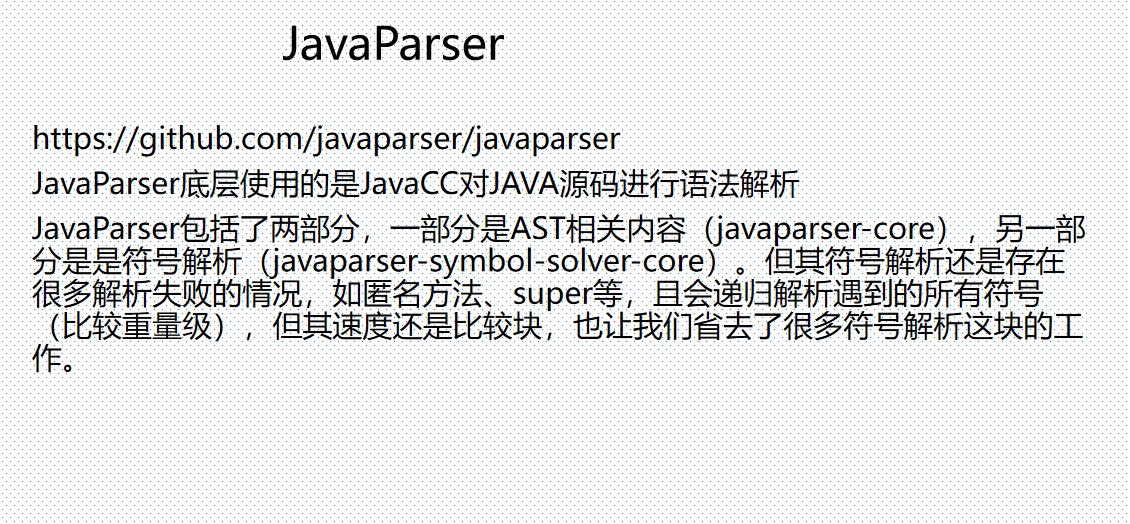 JavaParser
https://github.com/javaparser/javaparser
JavaParser底层使用的是JavaCC对JAVA源码进行语法解析
JavaParser包括了两部分，一部分是AST相关内容（javaparser-core），另一部
分是是符号解析（javaparser-symbol-solver-core）。但其符号解析还是存在
很多解析失败的情况，如匿名方法、super等，且会递归解析遇到的所有符号
（比较重量级），但其速度还是比较块，也让我们省去了很多符号解析这块的工
作。